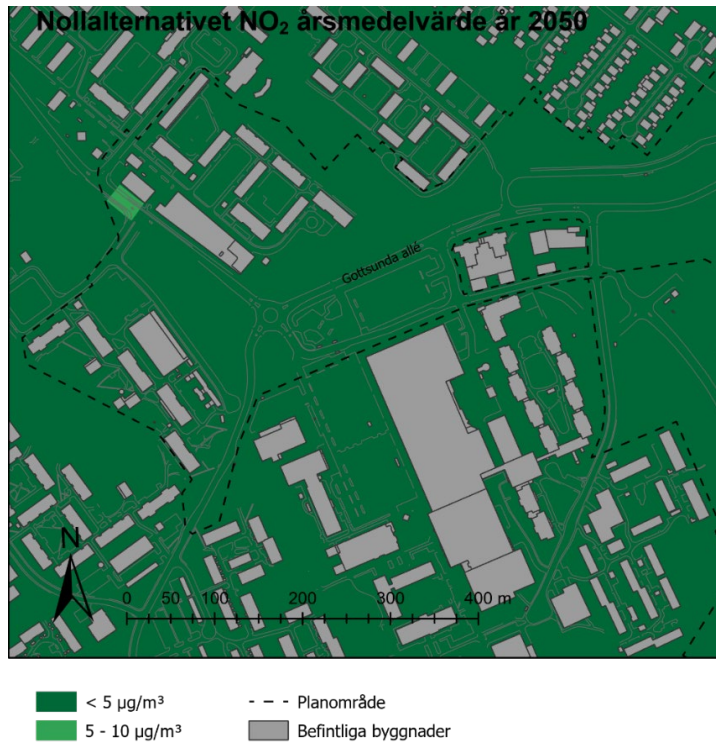 Nollalternativet NO₂ årsmedelvärde år 2050
Gottsunda allé
N
0 50 100 200 300 400 m
< 5 µg/m³
Planområde
5 - 10 µg/m³
Befintliga byggnader